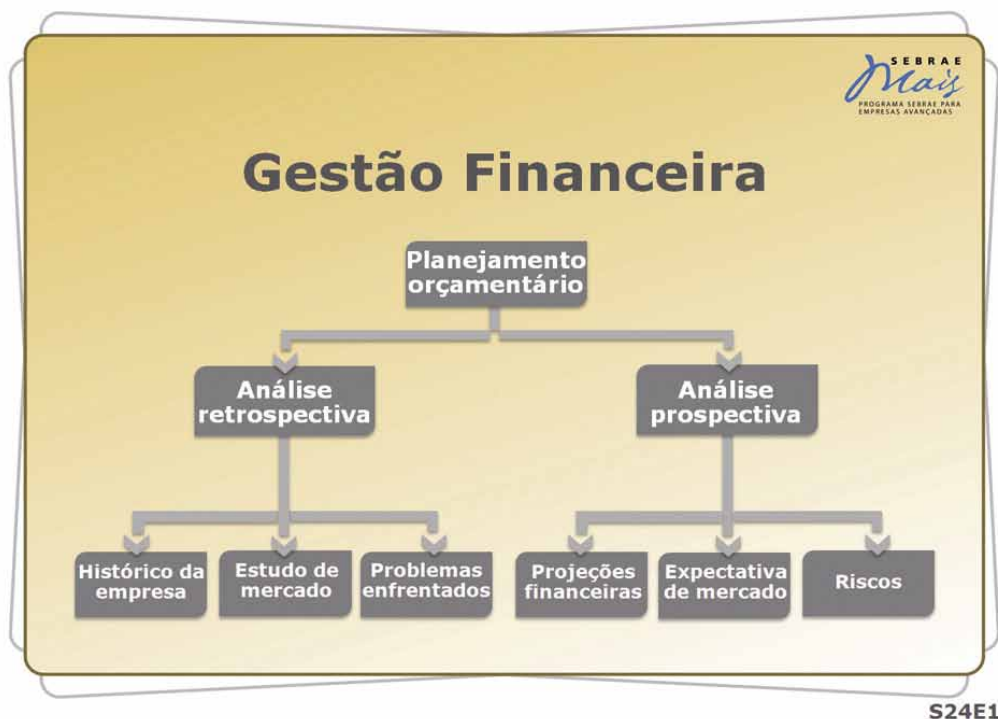 SEBRAE
Mais
PROGRAMA SEBRAE PARA
EMPRESAS AVANÇADAS
Gestão Financeira
Planejamento
orçamentário
Análise
retrospectiva
Análise
prospectiva
Histórico da
empresa
Estudo de
mercado
Problemas
enfrentados
Projeções
financeiras
Expectativa
de mercado
Riscos
S24E1